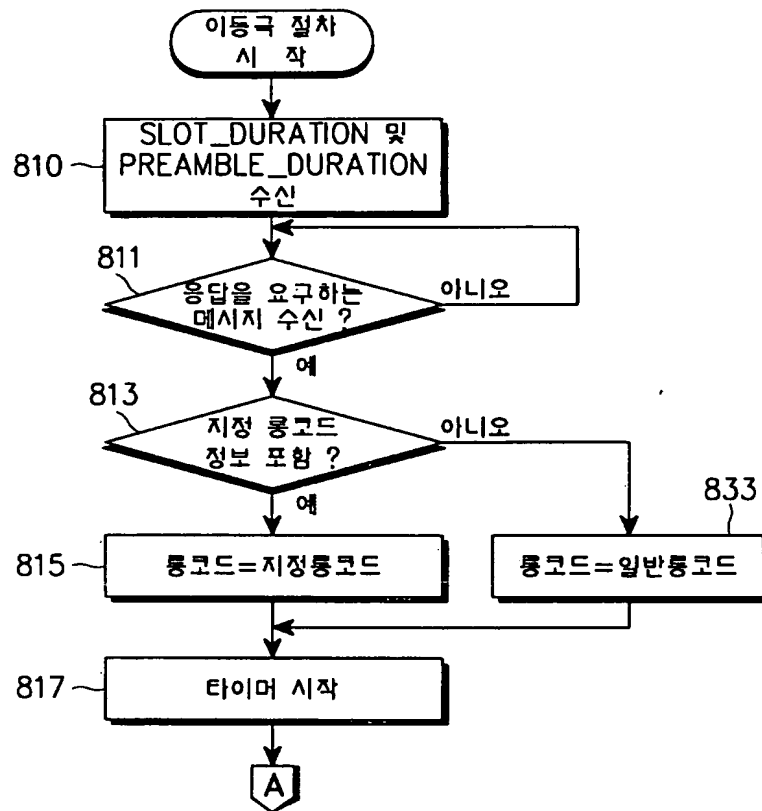 이동국 절차
시 작
810
SLOT_DURATION 및
PREAMBLE_DURATION
수신
811
응답을 요구하는
메시지 수신 ?
아니오
예
813
지정 롱코드
정보 포함 ?
아니오
예
833
815
롱코드=지정롱코드
롱코드=일반롱코드
817
타이머 시작
A